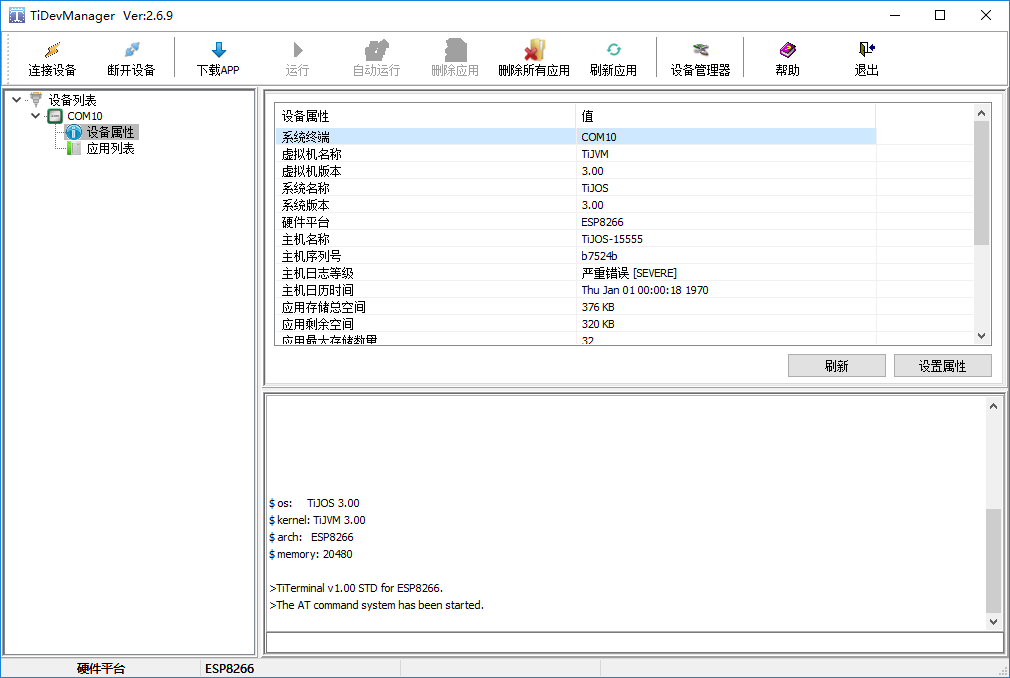 TiDevManager Ver:2.6.9
连接设备 断开设备 下载APP 运行 自动运行 删除应用 删除所有应用 刷新应用 设备管理器 帮助 退出
设备列表
COM10
设备属性
应用列表
设备属性 值
系统终端 COM10
虚拟机名称 TiJVM
虚拟机版本 3.00
系统名称 TiJOS
系统版本 3.00
硬件平台 ESP8266
主机名称 TiJOS-15555
主机序列号 b7524b
主机日志等级 严重错误 [SEVERE]
主机日历时间 Thu Jan 01 00:00:18 1970
应用存储总空间 376 KB
应用剩余空间 320 KB
应用最大存储数量 32
刷新 设置属性
$ os: TiJOS 3.00
$ kernel: TiJVM 3.00
$ arch: ESP8266
$ memory: 20480
>TiTerminal v1.00 STD for ESP8266.
>The AT command system has been started.
硬件平台 ESP8266